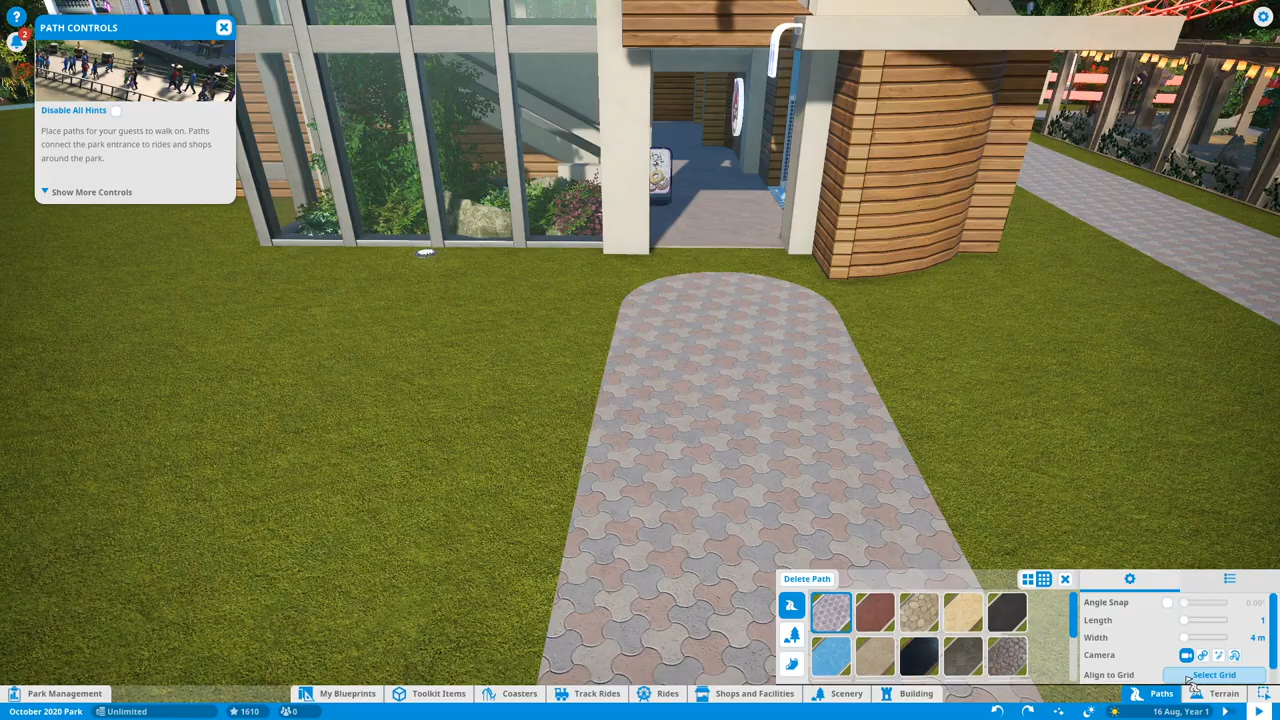 ?
PATH CONTROLS
2
Disable All Hints
Place paths for your guests to walk on. Paths
connect the park entrance to rides and shops
around the park.
Show More Controls
Delete Path
Angle Snap
0.00°
Length
1
Width
4 m
Camera
Align to Grid
Select Grid
Park Management
My Blueprints
Toolkit Items
Coasters
Track Rides
Rides
Shops and Facilities
Scenery
Building
Paths
Terrain
October 2020 Park
Unlimited
1610
0
16 Aug, Year 1